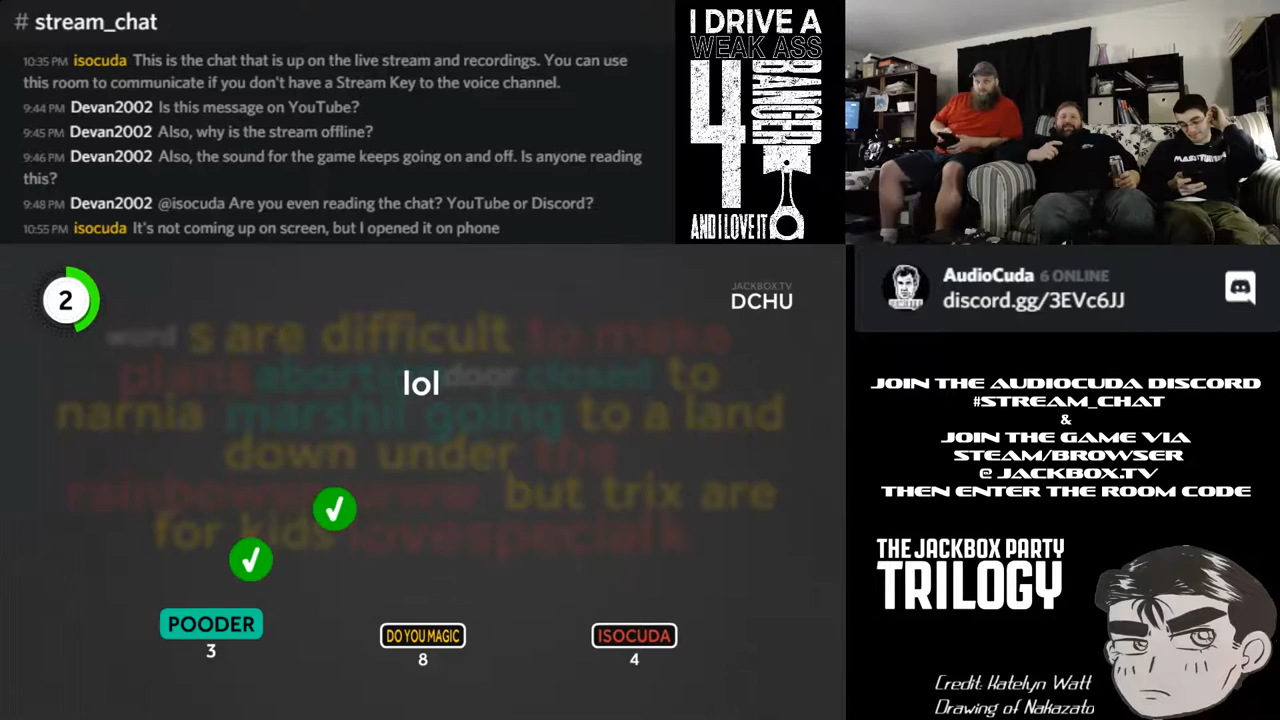 # stream_chat
10:35 PM isocuda This is the chat that is up on the live stream and recordings. You can use
this room to communicate if you don't have a Steam Key to the voice channel.
9:44 PM Devan2002 Is this message on YouTube?
9:45 PM Devan2002 Also, why is the stream offline?
9:46 PM Devan2002 Also, the sound for the game keeps going on and off. Is anyone reading
this?
9:48 PM Devan2002 @isocuda Are you even reading the chat? YouTube or Discord?
10:55 PM isocuda It's not coming up on screen, but I opened it on phone
I DRIVE A
WEAK ASS
4 BANGER
AND I LOVE IT
AudioCuda 6 ONLINE
discord.gg/3EVc6JJ
2
JACKBOX.TV
DCHU
word s are difficult to make
plans door closed to
narnia marshil going to a land
down under the
but trix are
for kids lovespecialk
lol
POODER
3
DO YOU MAGIC
8
ISOCUDA
4
JOIN THE AUDIOCUDA DISCORD
#STREAM_CHAT
&
JOIN THE GAME VIA
STEAM/BROWSER
@ JACKBOX.TV
THEN ENTER THE ROOM CODE
THE JACKBOX PARTY
TRILOGY
Credit: Katelyn Watt
Drawing of Nakazato